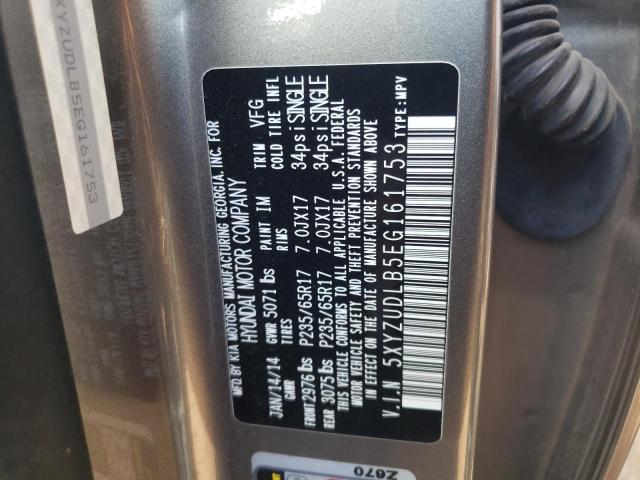 MFD BY KIA MOTORS MANUFACTURING GEORGIA, INC. FOR
HYUNDAI MOTOR COMPANY
JAN/14/14 PAINT IM TRIM VFG
GVWR 5071 lbs
GAWR TIRES RIMS COLD TIRE INFL
FRONT 2976 lbs P235/65R17 7.0JX17 34psi SINGLE
REAR 3075 lbs P235/65R17 7.0JX17 34psi SINGLE
THIS VEHICLE CONFORMS TO ALL APPLICABLE U.S.A. FEDERAL
MOTOR VEHICLE SAFETY AND THEFT PREVENTION STANDARDS
IN EFFECT ON THE DATE OF MANUFACTURE SHOWN ABOVE
V.I.N 5XYZUDLB5EG161753 TYPE: MPV
XYZUDLB5EG161753
Z670